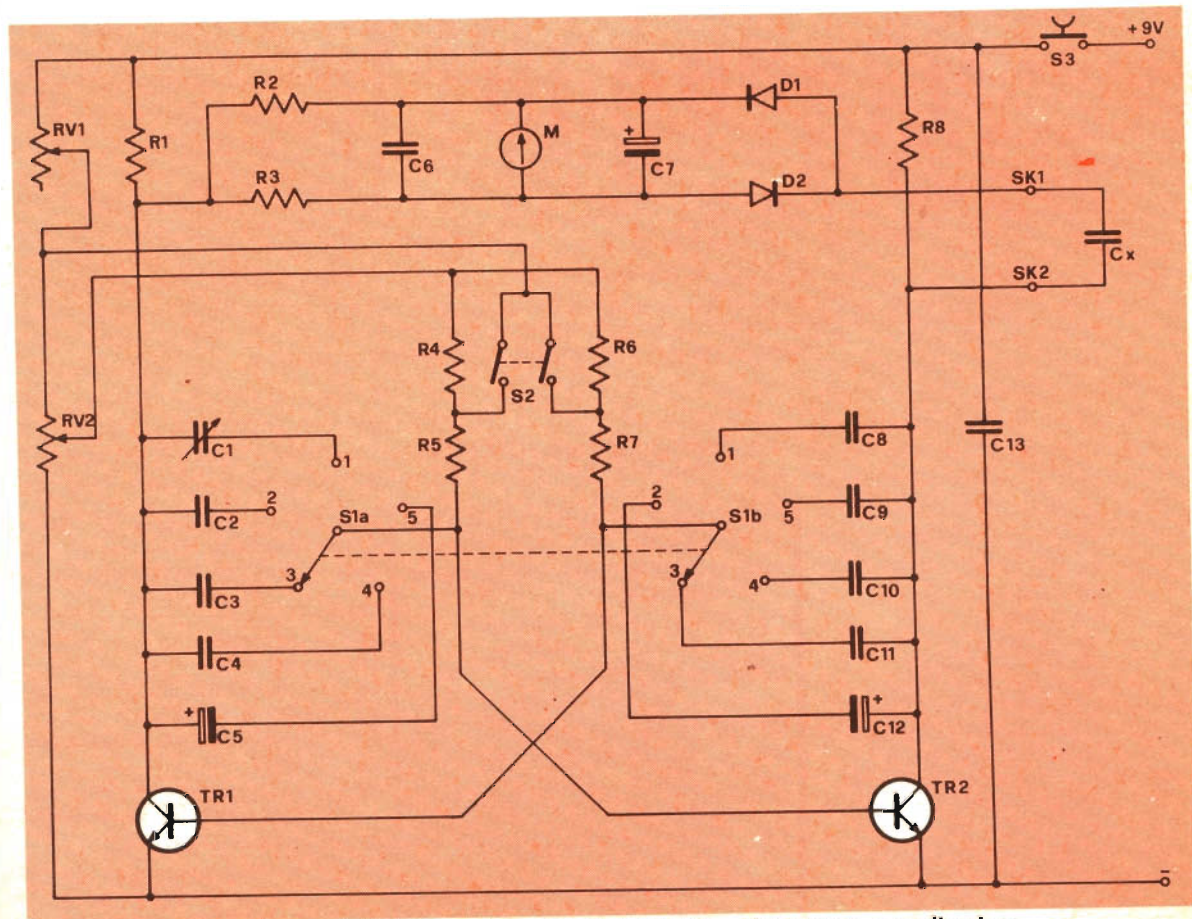 +9V
S3
R2
D1
RV1
R1
M
R8
C6
+
C7
R3
D2
SK1
Cx
SK2
R4
R6
S2
RV2
C1
R5
R7
C8
C13
1
1
2
C2
S1a
5
2
S1b
5
C9
3
C3
4
3
4
C10
C4
C11
+
C5
+
C12
TR1
TR2
-